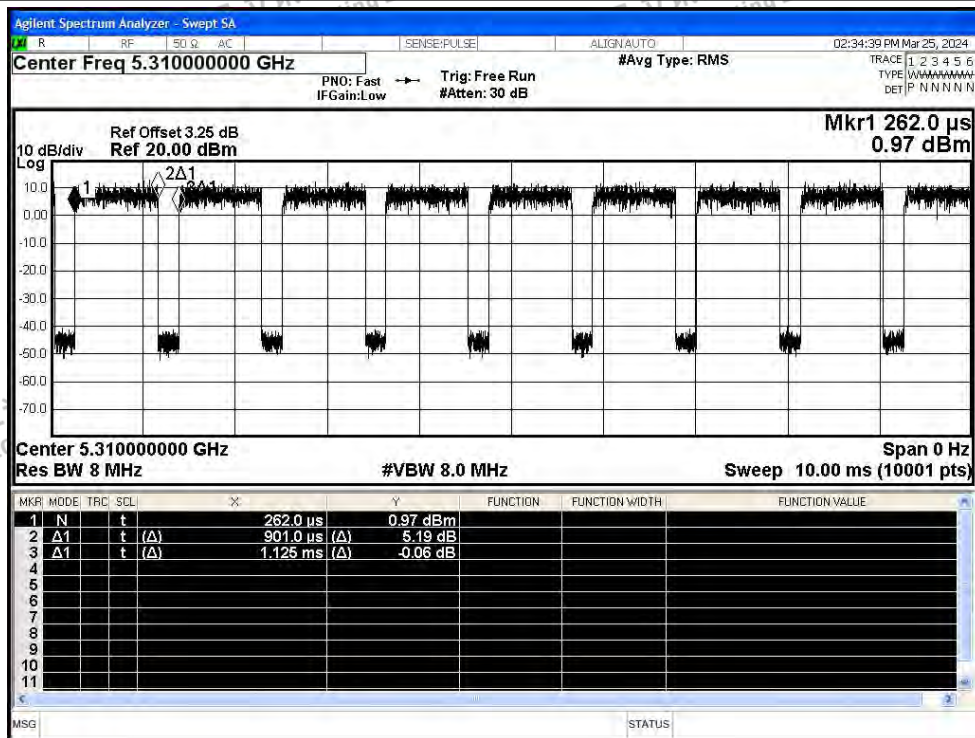 Agilent Spectrum Analyzer - Swept SA
R RF 50 Ω AC SENSE:PULSE ALIGN AUTO 02:34:39 PM Mar 25, 2024
Center Freq 5.310000000 GHz #Avg Type: RMS TRACE 1 2 3 4 5 6
PNO: Fast Trig: Free Run TYPE
IFGain:Low #Atten: 30 dB DET P N N N N N
Mkr1 262.0 µs
Ref Offset 3.25 dB
10 dB/div Ref 20.00 dBm 0.97 dBm
Log
2Δ1
10.0
1
0.00
-10.0
-20.0
-30.0
-40.0
-50.0
-60.0
-70.0
Center 5.310000000 GHz Span 0 Hz
Res BW 8 MHz #VBW 8.0 MHz Sweep 10.00 ms (10001 pts)
MKR MODE TRC SCL X Y FUNCTION FUNCTION WIDTH FUNCTION VALUE
1 N t 262.0 µs 0.97 dBm
2 Δ1 t (Δ) 901.0 µs (Δ) 5.19 dB
3 Δ1 t (Δ) 1.125 ms (Δ) -0.06 dB
4
5
6
7
8
9
10
11
MSG STATUS